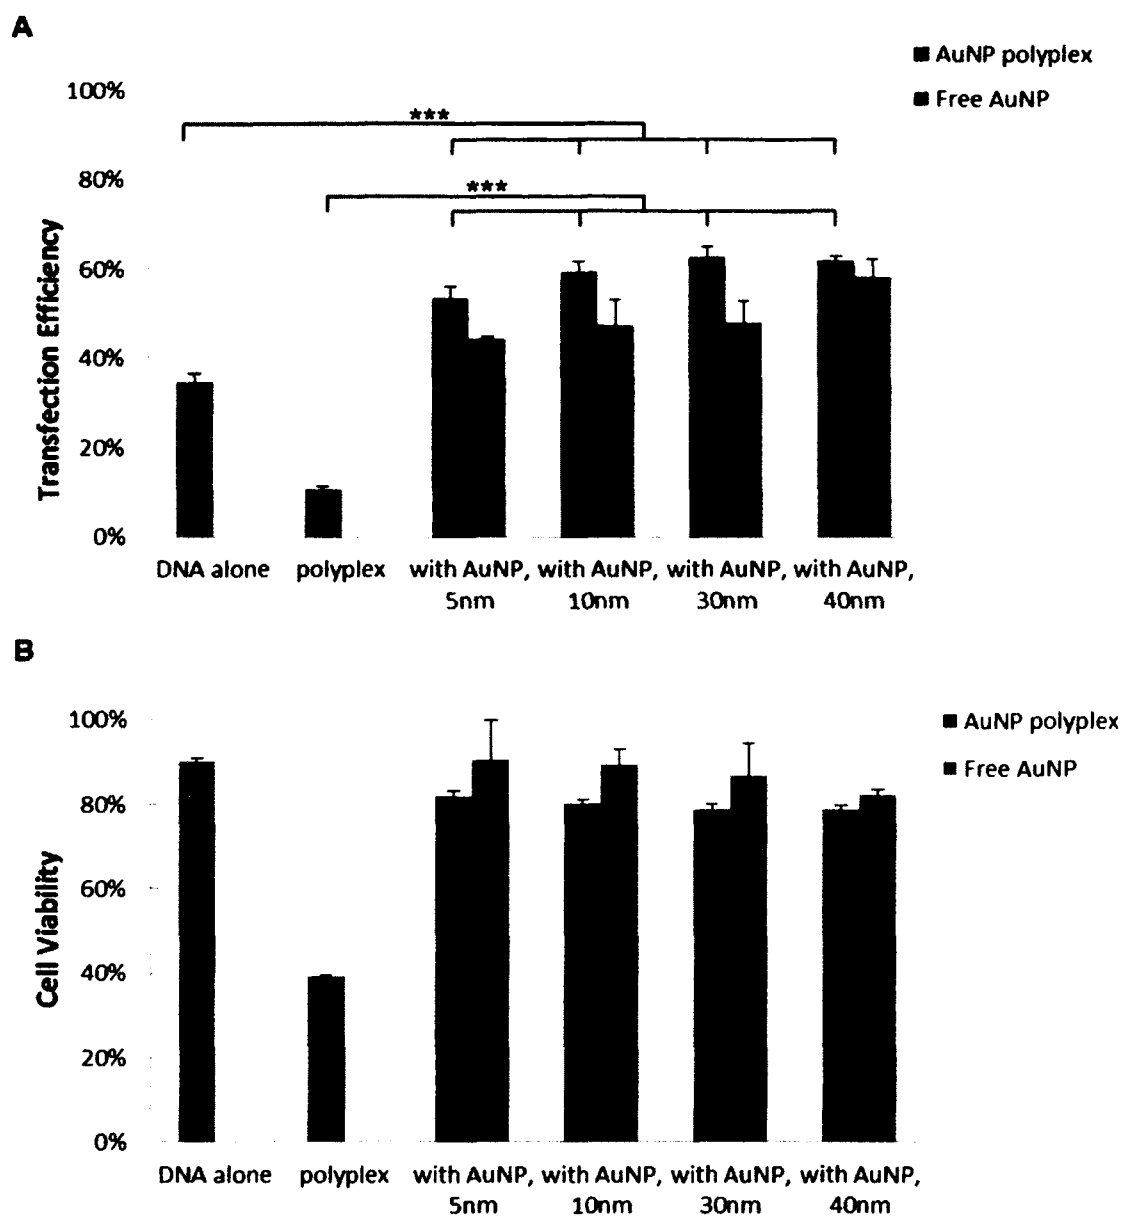 A
AuNP polyplex
Free AuNP
100%
80%
60%
40%
20%
0%
Transfection Efficiency
***
***
DNA alone polyplex with AuNP, with AuNP, with AuNP, with AuNP,
5nm 10nm 30nm 40nm
B
AuNP polyplex
Free AuNP
100%
80%
60%
40%
20%
0%
Cell Viability
DNA alone polyplex with AuNP, with AuNP, with AuNP, with AuNP,
5nm 10nm 30nm 40nm